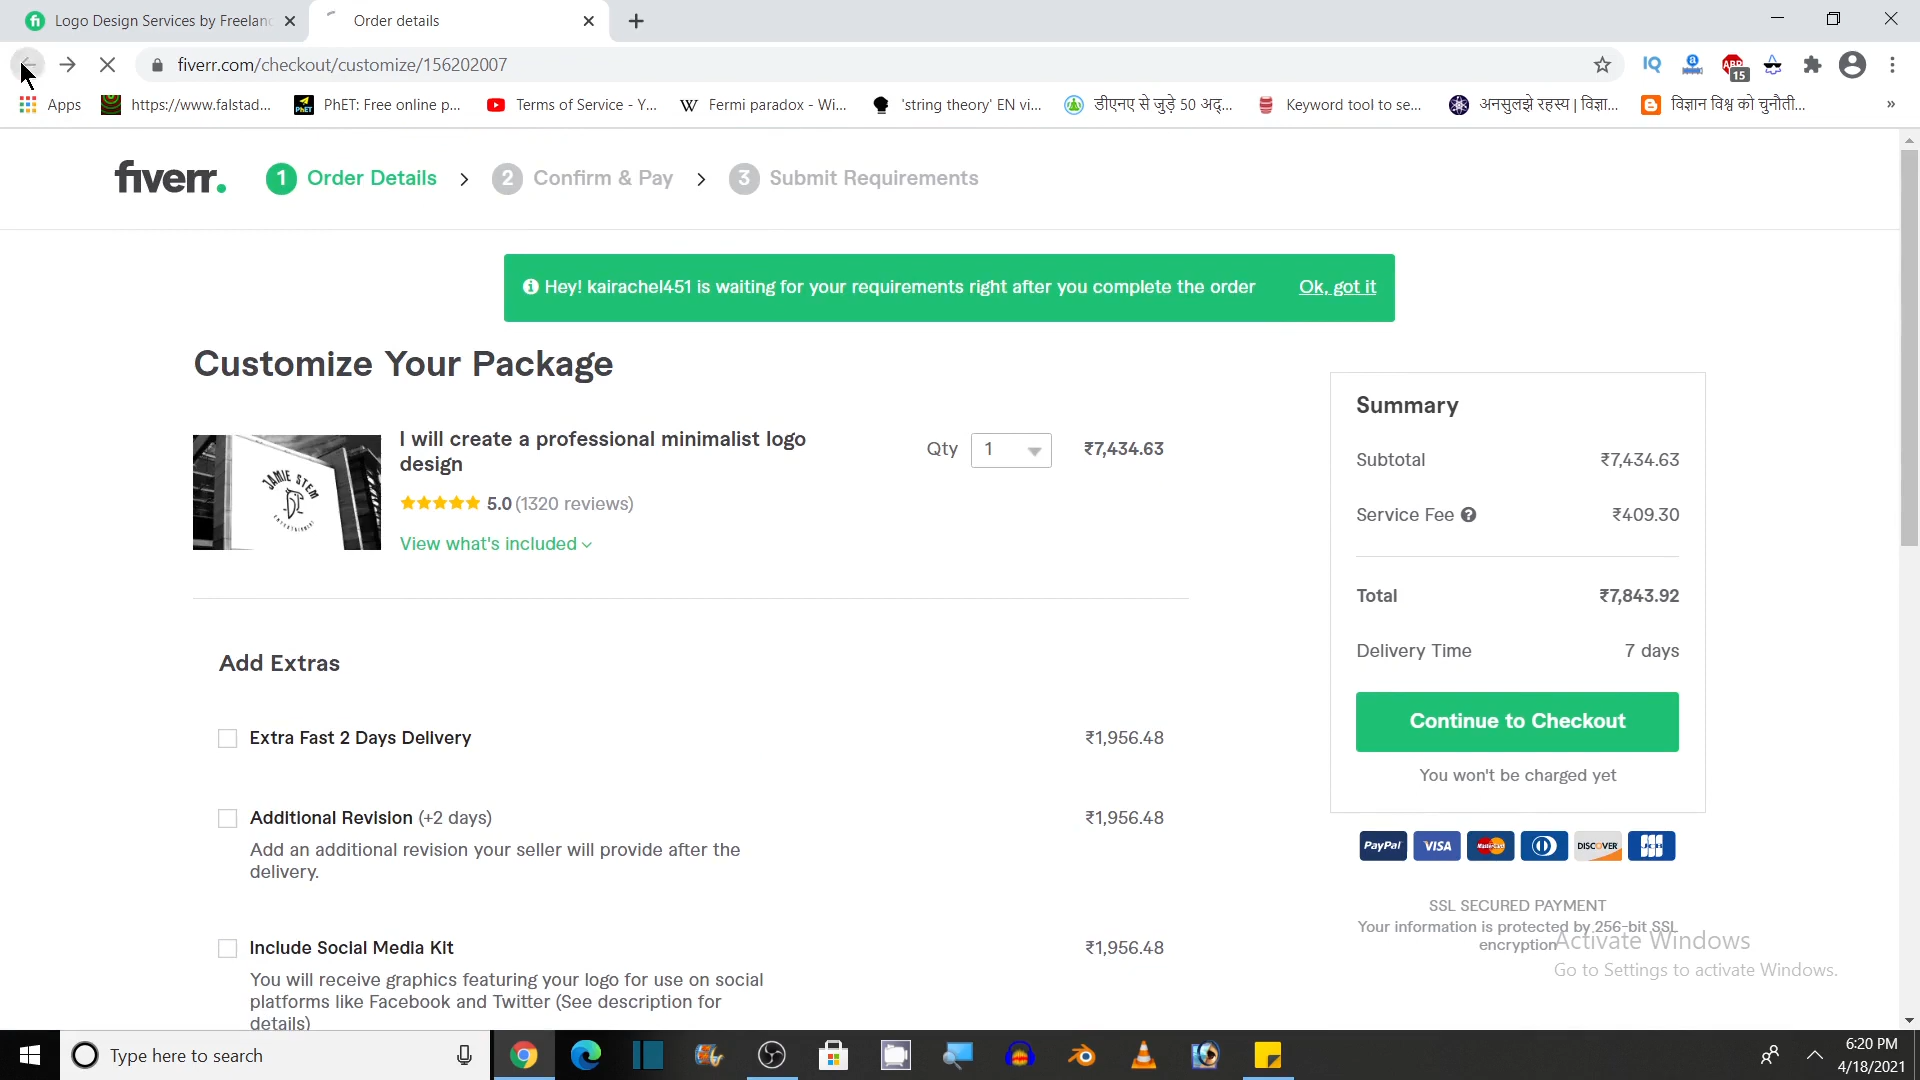 Logo Design Services by Freelan
Order details
fiverr.com/checkout/customize/156202007
IQ
ABP
15
Apps
https://www.falstad...
PhET: Free online p...
Terms of Service - Y...
Fermi paradox - Wi...
'string theory' EN vi...
डीएनए से जुड़े 50 अद्...
Keyword tool to se...
अनसुलझे रहस्य | विज्ञा...
विज्ञान विश्व को चुनौती...
»
fiverr.
1 Order Details
2 Confirm & Pay
3 Submit Requirements
Hey! kairachel451 is waiting for your requirements right after you complete the order
Ok, got it
Customize Your Package
JAMIE STEM
I will create a professional minimalist logo
design
Qty 1 ₹7,434.63
5.0 (1320 reviews)
View what's included
Summary
Subtotal ₹7,434.63
Service Fee ₹409.30
Total ₹7,843.92
Delivery Time 7 days
Continue to Checkout
You won't be charged yet
Add Extras
Extra Fast 2 Days Delivery ₹1,956.48
Additional Revision (+2 days) ₹1,956.48
Add an additional revision your seller will provide after the
delivery.
Include Social Media Kit ₹1,956.48
You will receive graphics featuring your logo for use on social
platforms like Facebook and Twitter (See description for
details)
PayPal VISA MasterCard DISCOVER JCB
SSL SECURED PAYMENT
Your information is protected by 256-bit SSL
encryption
Activate Windows
Go to Settings to activate Windows.
Type here to search
6:20 PM
4/18/2021